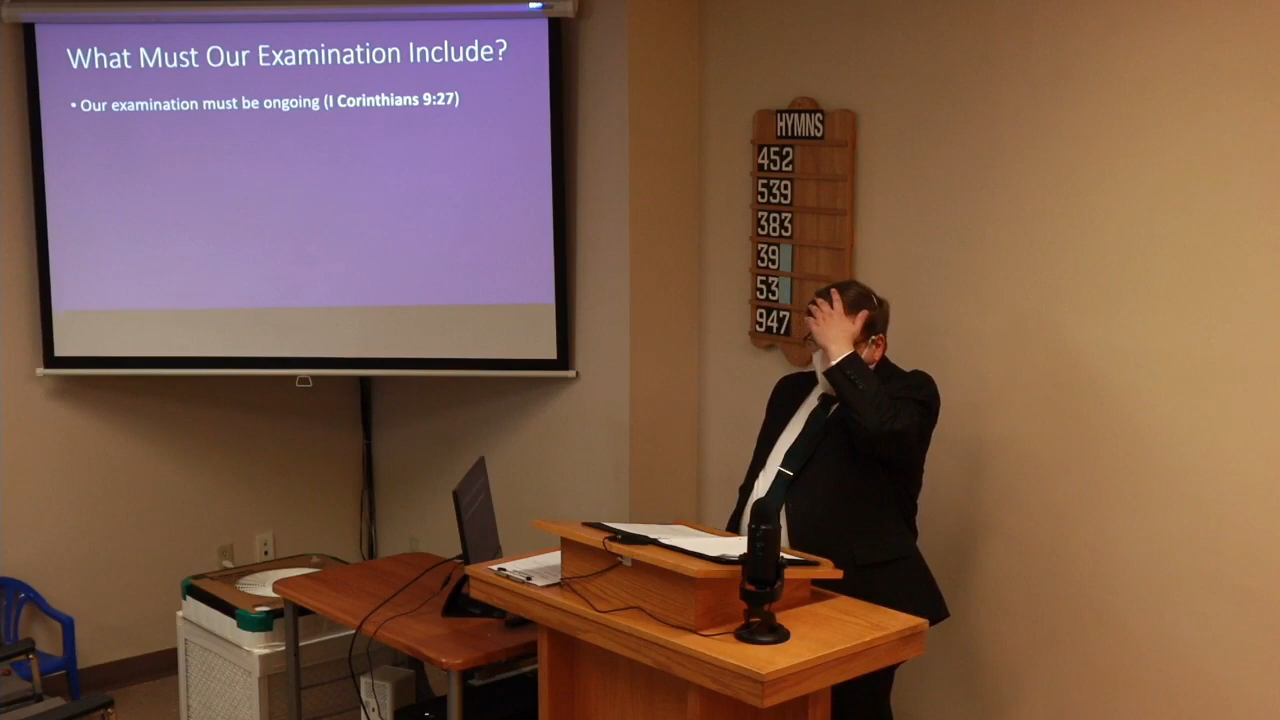 What Must Our Examination Include?
• Our examination must be ongoing (I Corinthians 9:27)
HYMNS
452
539
383
39
53
947